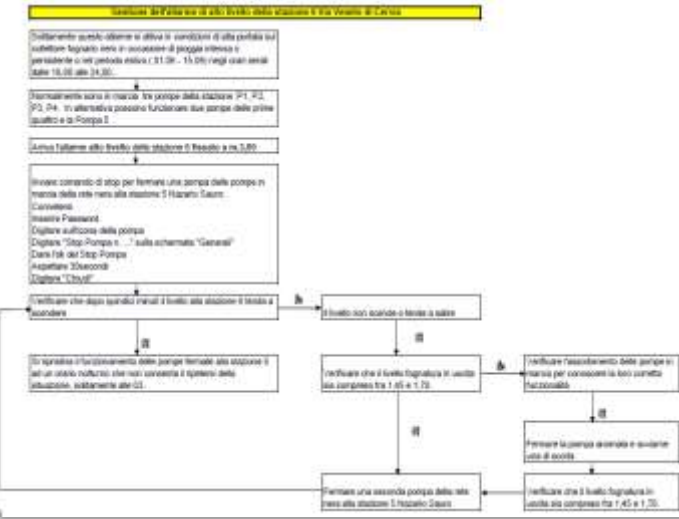 Gestione dell'allarme di alto livello della stazione 6 Via Veneto di Cervia
Solitamente questo allarme si attiva in condizioni di alta portata sul
collettore fognario nero in occasione di pioggia intensa o
persistente o nel periodo estivo ( 01.06 - 15.09) negli orari serali
dalle 18,00 alle 24,00.
Normalmente sono in marcia tre pompe della stazione P1, P2,
P3, P4. In alternativa possono funzionare due pompe delle prime
quattro e la Pompa 5
Arriva l'allarme alto livello della stazione 6 fissato a m.3,89
Inviare comando di stop per fermare una pompa delle pompe in
marcia della rete nera alla stazione 5 Nazario Sauro.
Connettersi
Inserire Password
Digitare sull'icona della pompa
Digitare "Stop Pompa n. ..." sulla schermata "Generali"
Dare l'ok del Stop Pompa
Aspettare 30secondi
Digitare "Chiudi"
Verificare che dopo quindici minuti il livello alla stazione 6 tenda a
scendere
Il livello non scende o tende a salire
Si ripristina il funzionamento delle pompe fermate alla stazione 5
ad un orario notturno che non consenta il ripetersi della
situazione, solitamente alle 03.
Verificare che il livello fognatura in uscita
sia compreso fra 1,45 e 1,70.
Verificare l'assorbimento delle pompe in
marcia per conoscere la loro corretta
funzionalità
Fermare la pompa anomala e avviarne
una di scorta.
Fermare una seconda pompa della rete
nera alla stazione 5 Nazario Sauro
Verificare che il livello fognatura in
uscita sia compreso fra 1,45 e 1,70.